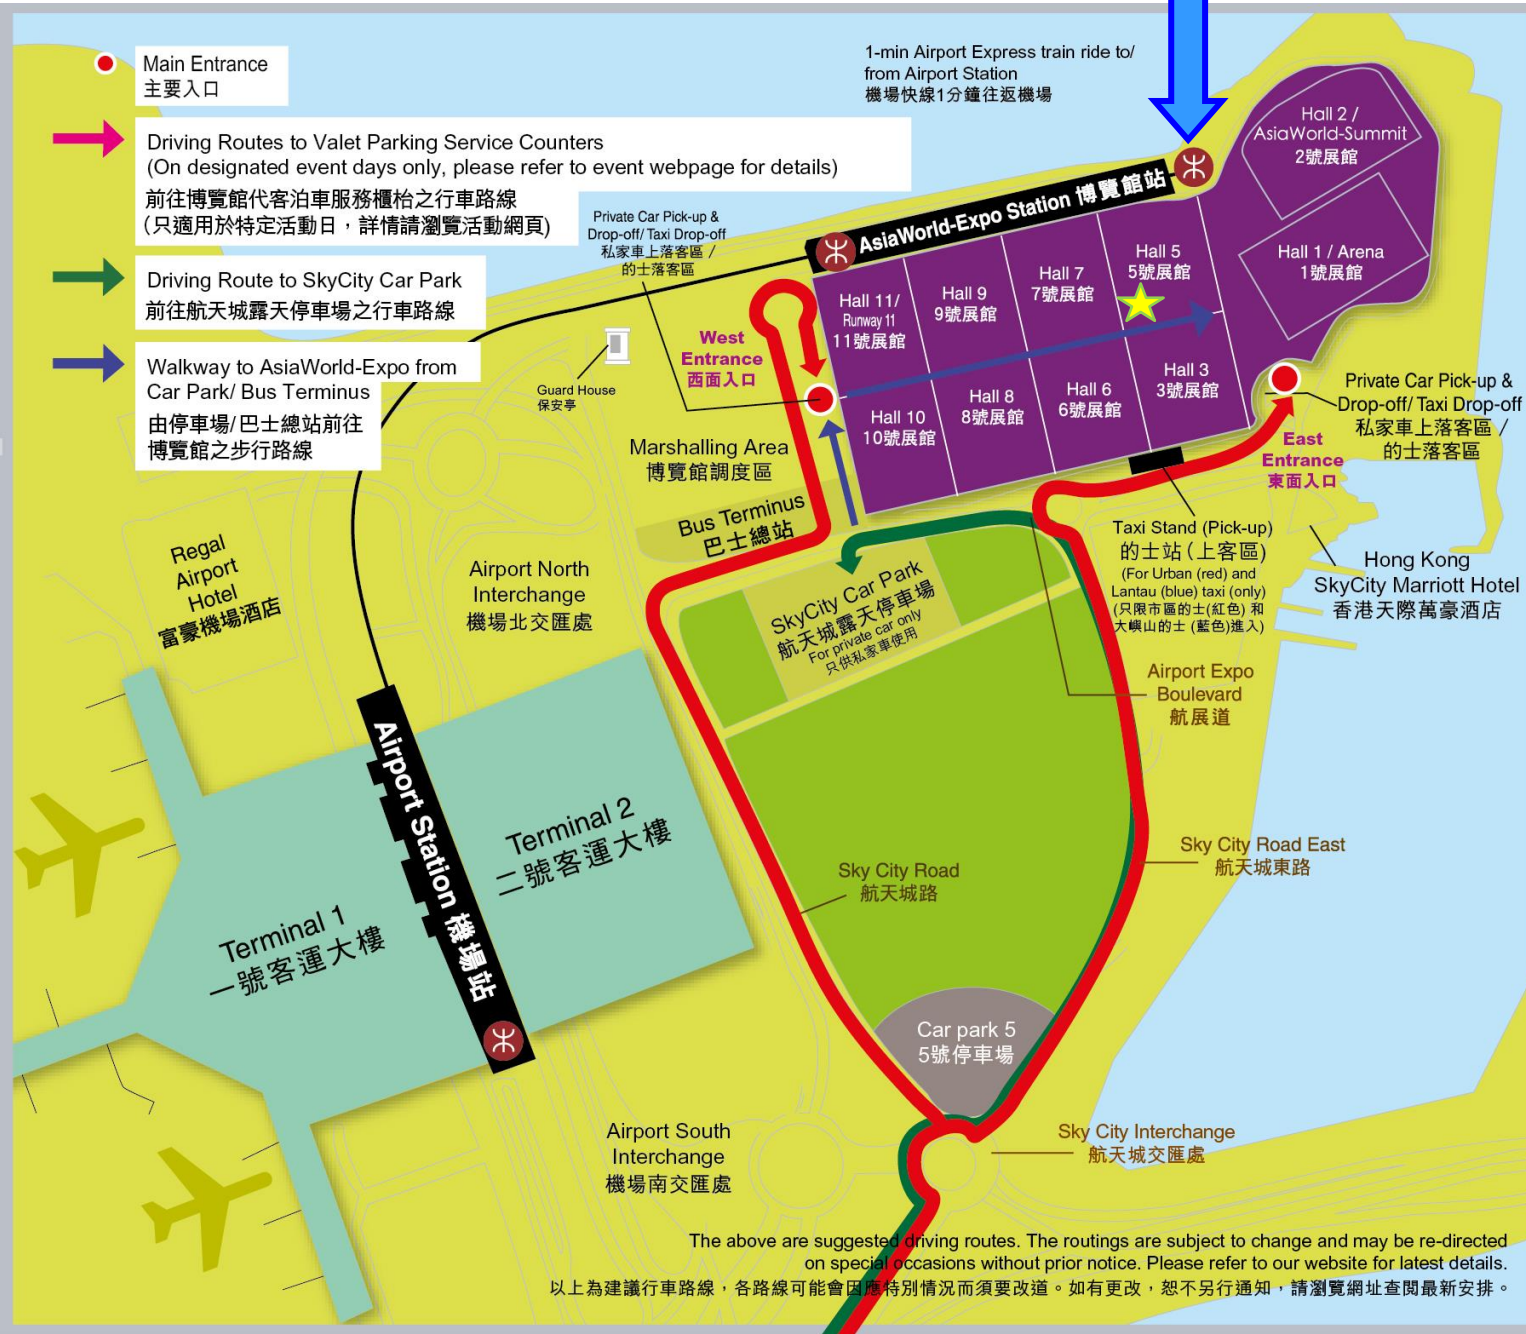 Main Entrance
主要入口
Driving Routes to Valet Parking Service Counters
(On designated event days only, please refer to event webpage for details)
前往博覽館代客泊車服務櫃枱之行車路線
(只適用於特定活動日，詳情請瀏覽活動網頁)
Driving Route to SkyCity Car Park
前往航天城露天停車場之行車路線
Walkway to AsiaWorld-Expo from
Car Park/ Bus Terminus
由停車場/巴士總站前往
博覽館之步行路線
1-min Airport Express train ride to/
from Airport Station
機場快線1分鐘往返機場
Private Car Pick-up &
Drop-off/ Taxi Drop-off
私家車上落客區 /
的士落客區
AsiaWorld-Expo Station 博覽館站
Hall 2 /
AsiaWorld-Summit
2號展館
Hall 1 / Arena
1號展館
Hall 5
5號展館
Hall 7
7號展館
Hall 9
9號展館
Hall 11/
Runway 11
11號展館
Hall 3
3號展館
Hall 6
6號展館
Hall 8
8號展館
Hall 10
10號展館
West
Entrance
西面入口
Guard House
保安亭
Marshalling Area
博覽館調度區
Bus Terminus
巴士總站
Private Car Pick-up &
Drop-off/ Taxi Drop-off
私家車上落客區 /
的士落客區
East
Entrance
東面入口
Taxi Stand (Pick-up)
的士站 (上客區)
(For Urban (red) and
Lantau (blue) taxi (only)
(只限市區的士(紅色) 和
大嶼山的士 (藍色)進入)
Hong Kong
SkyCity Marriott Hotel
香港天際萬豪酒店
Regal
Airport
Hotel
富豪機場酒店
Airport North
Interchange
機場北交匯處
SkyCity Car Park
航天城露天停車場
For private car only
只供私家車使用
Airport Expo
Boulevard
航展道
Airport Station 機場站
Terminal 2
二號客運大樓
Terminal 1
一號客運大樓
Sky City Road
航天城路
Sky City Road East
航天城東路
Car park 5
5號停車場
Airport South
Interchange
機場南交匯處
Sky City Interchange
航天城交匯處
The above are suggested driving routes. The routings are subject to change and may be re-directed
on special occasions without prior notice. Please refer to our website for latest details.
以上為建議行車路線，各路線可能會因應特別情況而須要改道。如有更改，恕不另行通知，請瀏覽網址查閱最新安排。